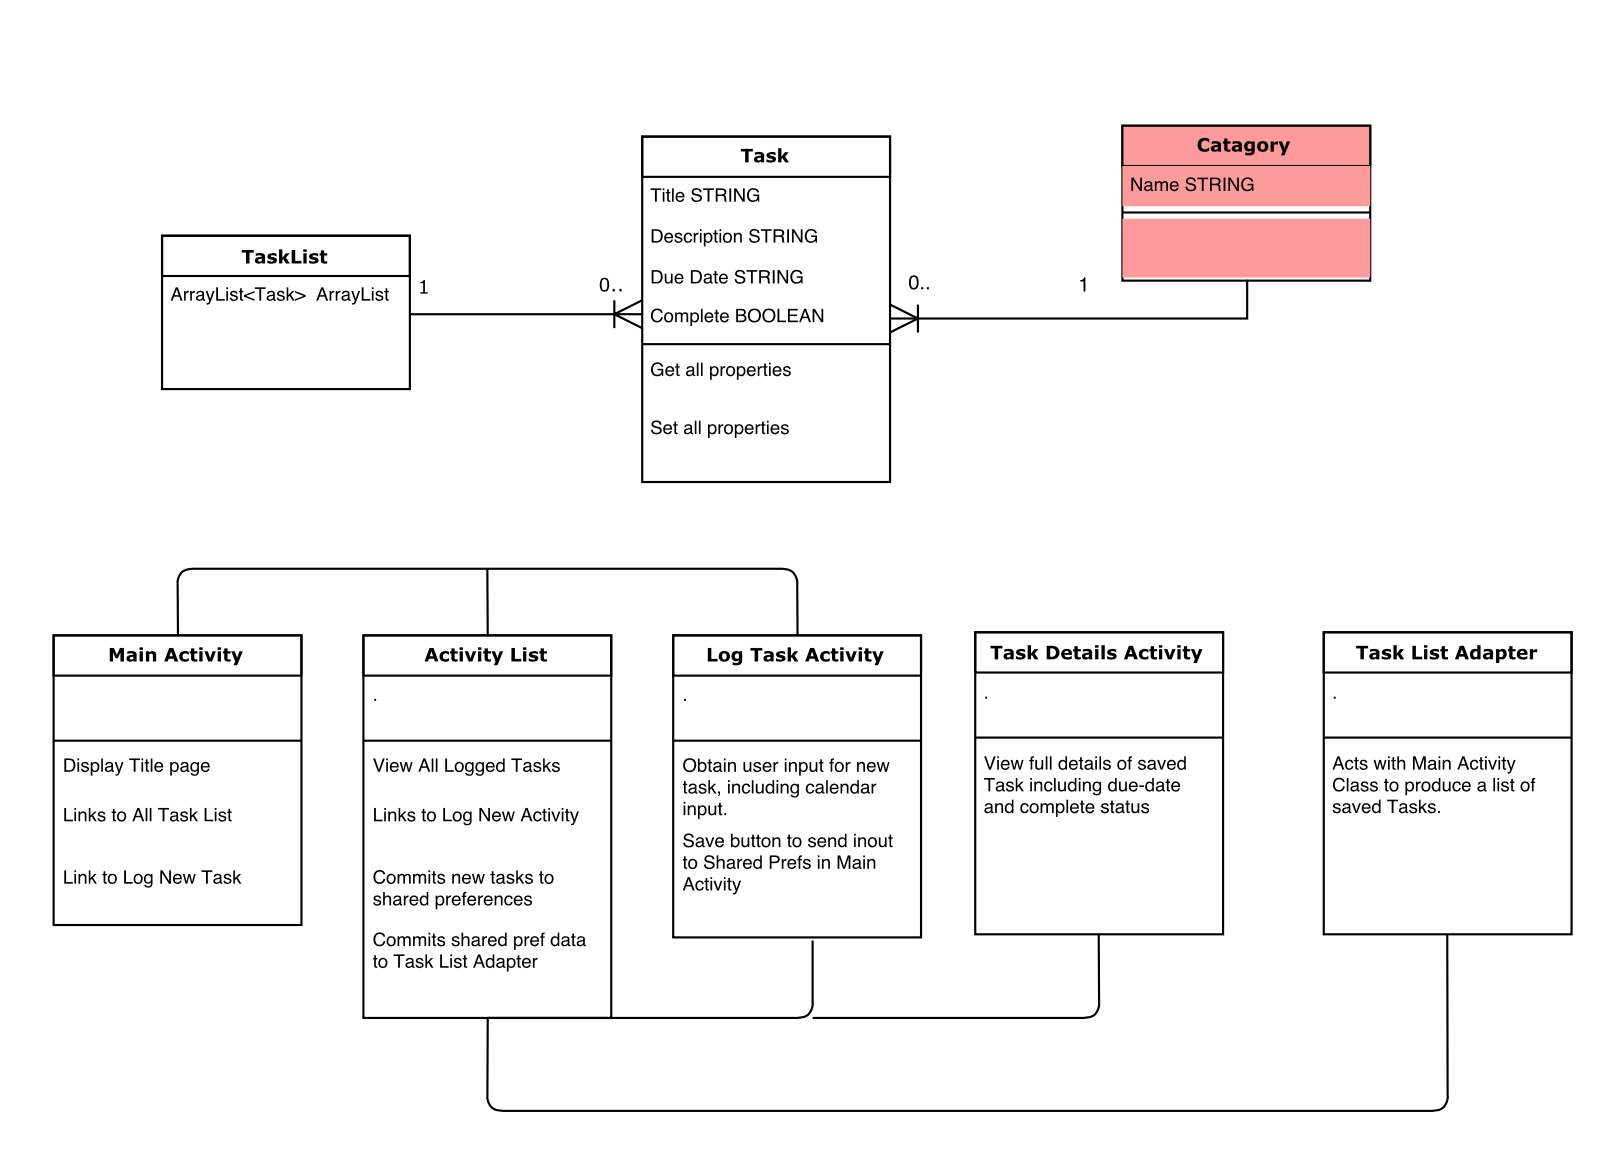 Catagory
Name STRING
Task
Title STRING
Description STRING
Due Date STRING
Complete BOOLEAN
Get all properties
Set all properties
TaskList
ArrayList<Task>  ArrayList
1
0..
0..
1
Main Activity
Display Title page
Links to All Task List
Link to Log New Task
Activity List
.
View All Logged Tasks
Links to Log New Activity
Commits new tasks to
shared preferences
Commits shared pref data
to Task List Adapter
Log Task Activity
.
Obtain user input for new
task, including calendar
input.
Save button to send inout
to Shared Prefs in Main
Activity
Task Details Activity
.
View full details of saved
Task including due-date
and complete status
Task List Adapter
.
Acts with Main Activity
Class to produce a list of
saved Tasks.